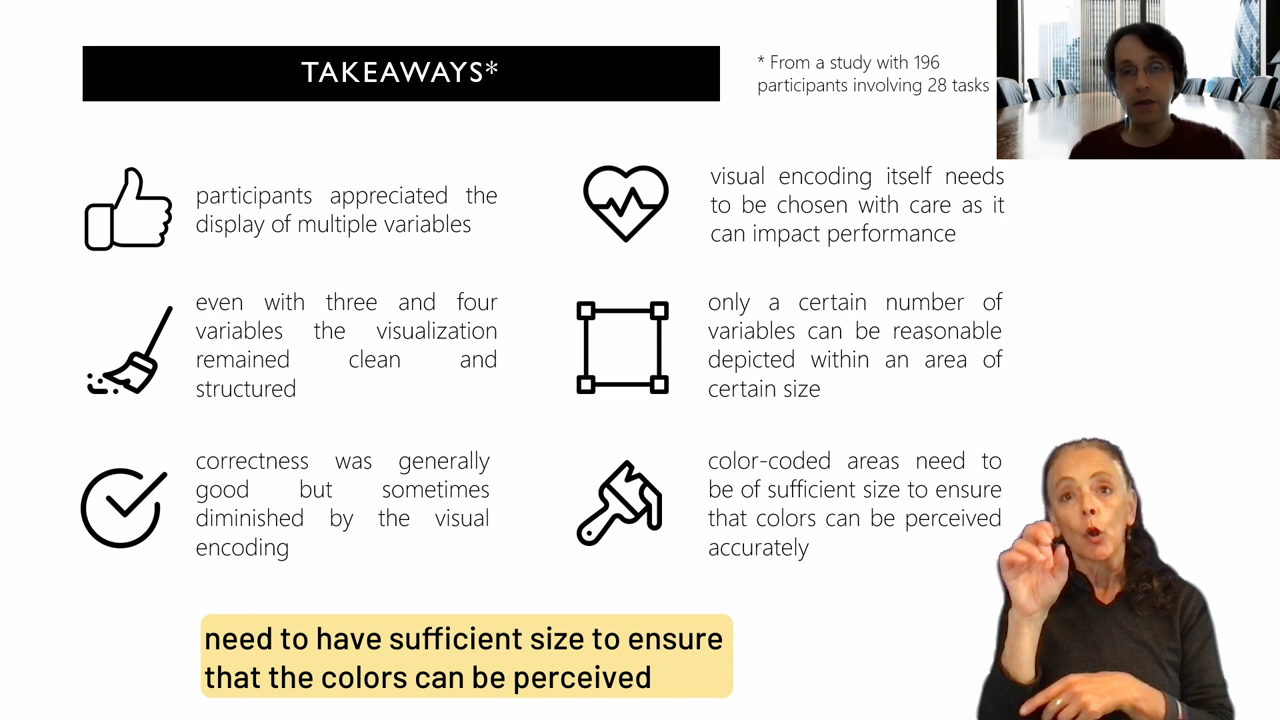 TAKEAWAYS*
* From a study with 196
participants involving 28 tasks
participants appreciated the
display of multiple variables
visual encoding itself needs
to be chosen with care as it
can impact performance
even with three and four
variables the visualization
remained clean and
structured
only a certain number of
variables can be reasonable
depicted within an area of
certain size
correctness was generally
good but sometimes
diminished by the visual
encoding
color-coded areas need to
be of sufficient size to ensure
that colors can be perceived
accurately
need to have sufficient size to ensure
that the colors can be perceived